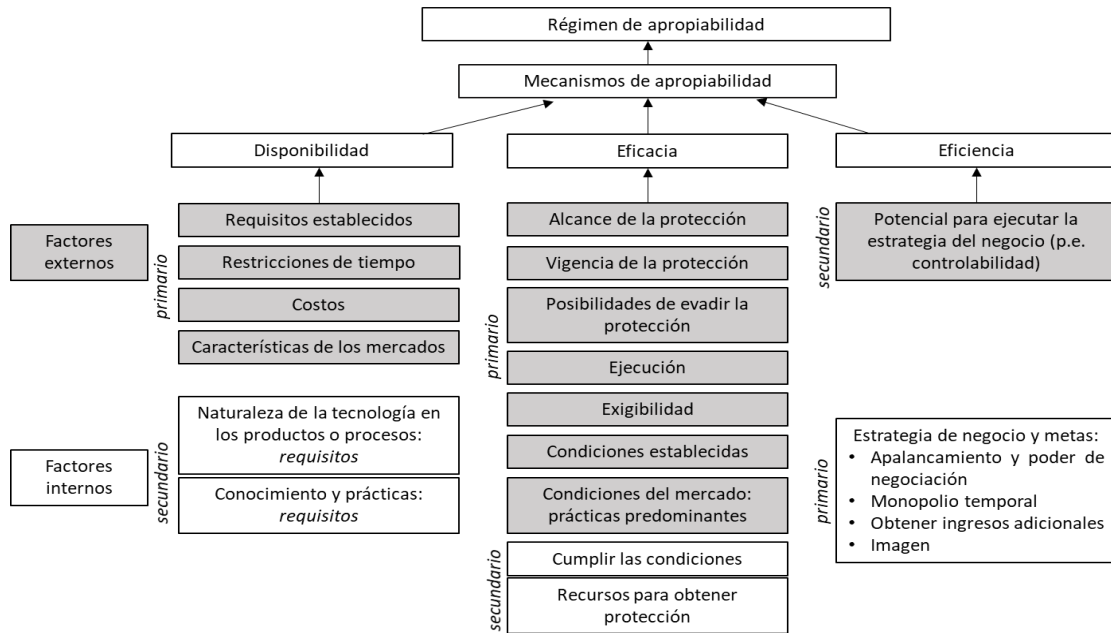 Régimen de apropiabilidad
Mecanismos de apropiabilidad
Disponibilidad
Eficacia
Eficiencia
Factores
externos
primario
Requisitos establecidos
Restricciones de tiempo
Costos
Características de los mercados
primario
Alcance de la protección
Vigencia de la protección
Posibilidades de evadir la
protección
Ejecución
Exigibilidad
Condiciones establecidas
Condiciones del mercado:
prácticas predominantes
secundario
Potencial para ejecutar la
estrategia del negocio (p.e.
controlabilidad)
Factores
internos
secundario
Naturaleza de la tecnología en
los productos o procesos:
requisitos
Conocimiento y prácticas:
requisitos
secundario
Cumplir las condiciones
Recursos para obtener
protección
primario
Estrategia de negocio y metas:
• Apalancamiento y poder de
negociación
• Monopolio temporal
• Obtener ingresos adicionales
• Imagen